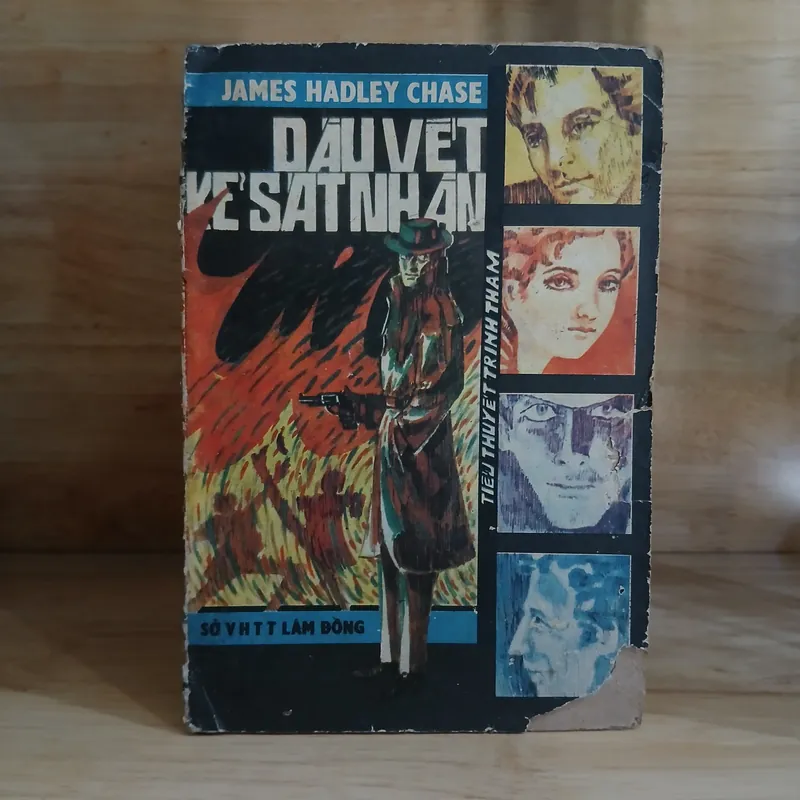 JAMES HADLEY CHASE
DẤU VẾT
KẺ SÁT NHÂN
TIỂU THUYẾT TRINH THÁM
SỞ VHTT LÂM ĐỒNG